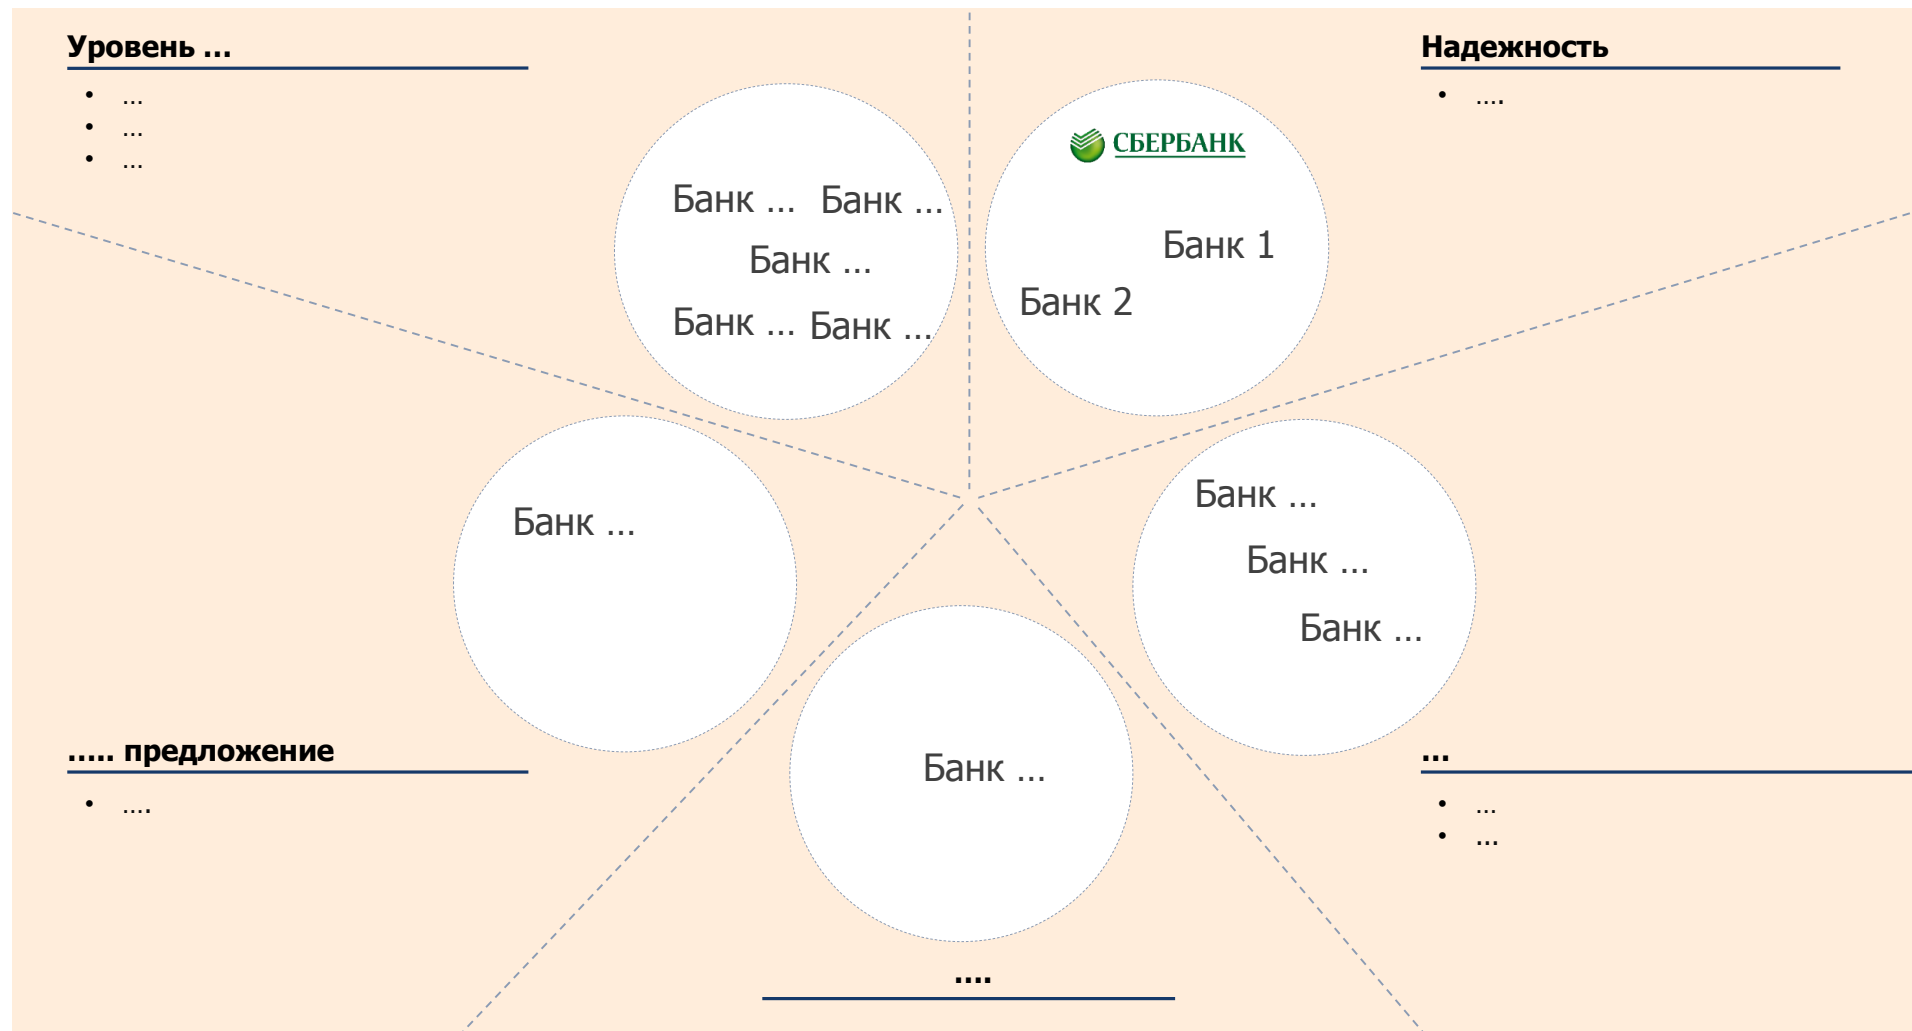 Уровень ...
• ...
• ...
• ...
Банк ... Банк ...
Банк ...
Банк ... Банк ...
Надежность
• ....
СБЕРБАНК
Банк 1
Банк 2
Банк ...
Банк ...
Банк ...
Банк ...
..... предложение
• ....
Банк ...
....
...
• ...
• ...